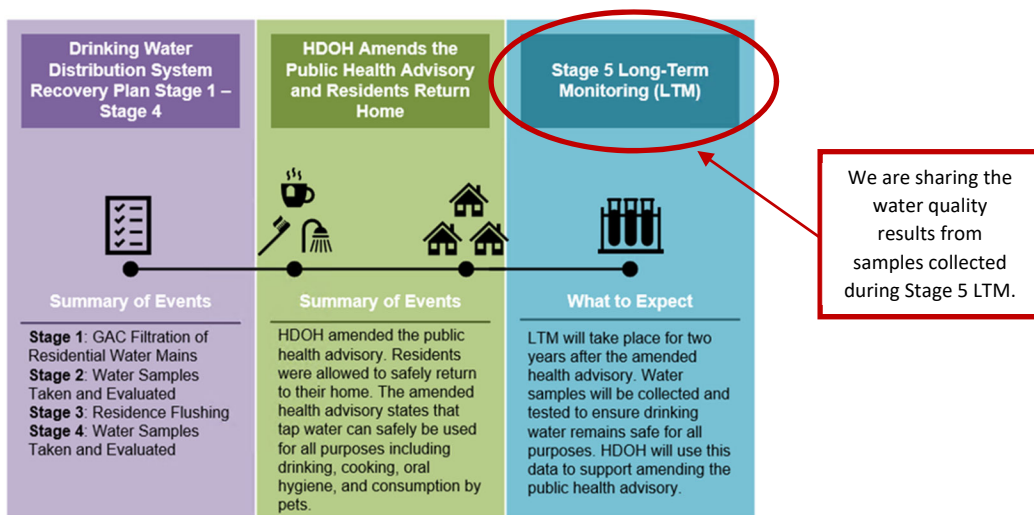 Drinking Water
Distribution System
Recovery Plan Stage 1 –
Stage 4
Summary of Events
Stage 1: GAC Filtration of
Residential Water Mains
Stage 2: Water Samples
Taken and Evaluated
Stage 3: Residence Flushing
Stage 4: Water Samples
Taken and Evaluated
HDOH Amends the
Public Health Advisory
and Residents Return
Home
Summary of Events
HDOH amended the public
health advisory. Residents
were allowed to safely return
to their home. The amended
health advisory states that
tap water can safely be used
for all purposes including
drinking, cooking, oral
hygiene, and consumption by
pets.
Stage 5 Long-Term
Monitoring (LTM)
What to Expect
LTM will take place for two
years after the amended
health advisory. Water
samples will be collected and
tested to ensure drinking
water remains safe for all
purposes. HDOH will use this
data to support amending the
public health advisory.
We are sharing the
water quality
results from
samples collected
during Stage 5 LTM.